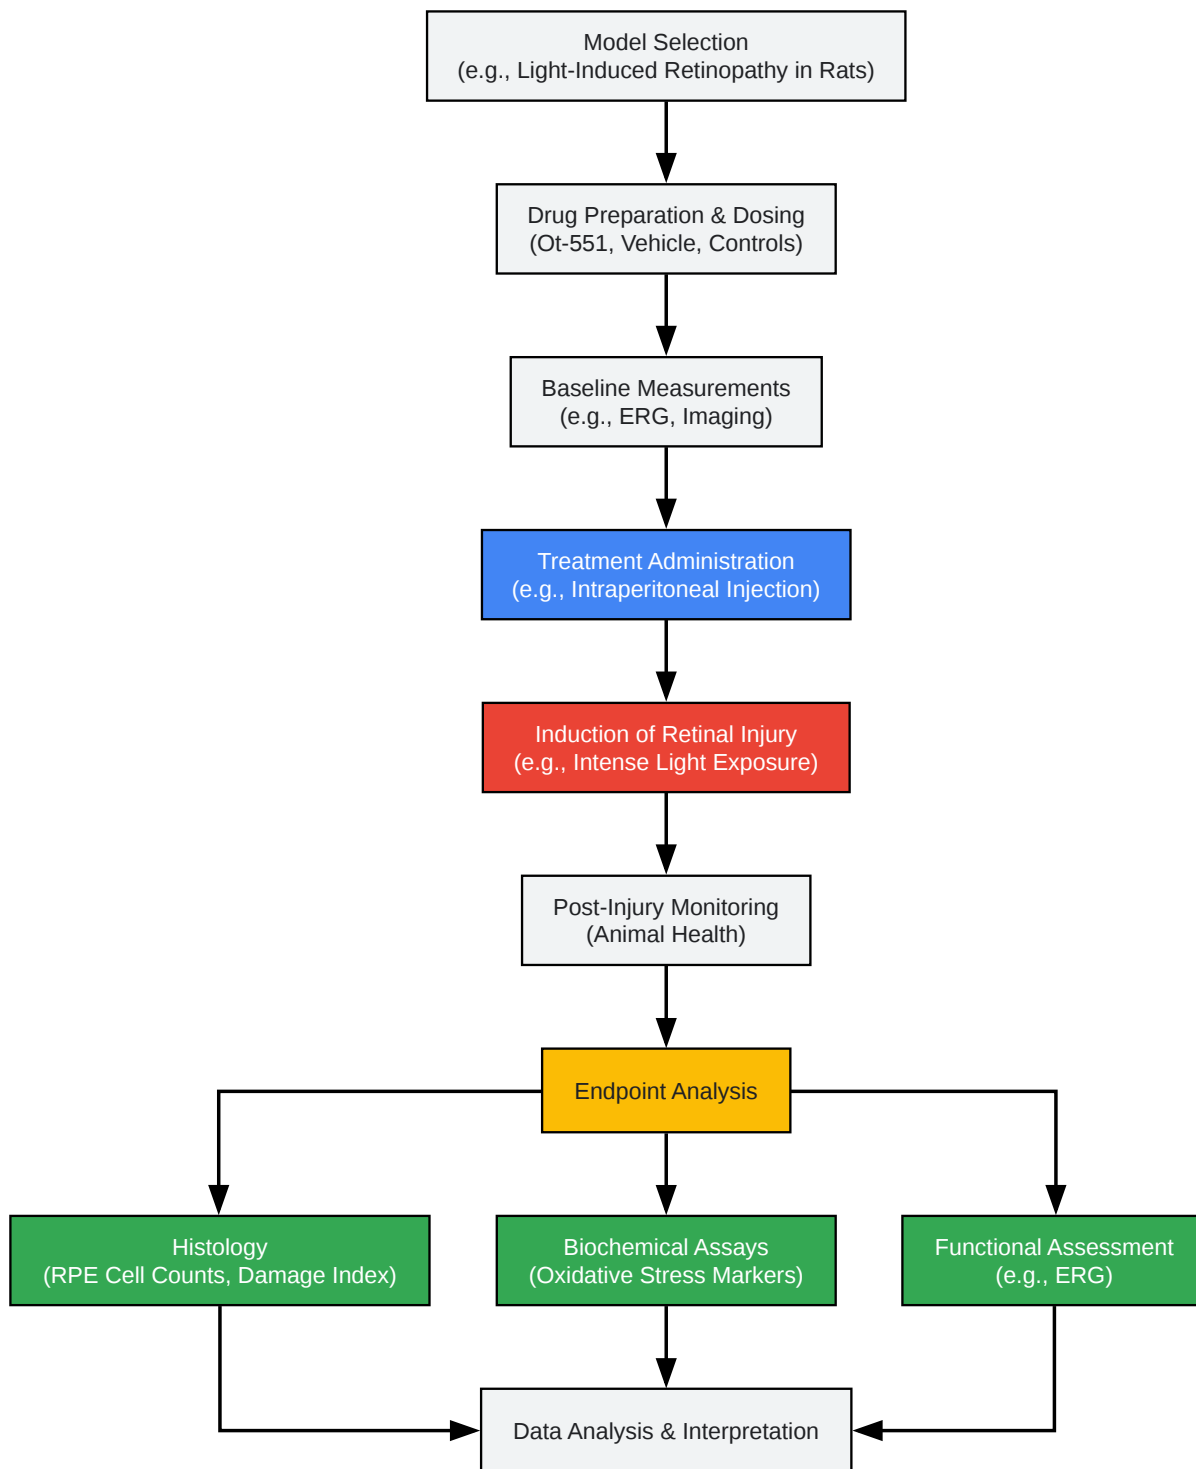 Model Selection
(e.g., Light-Induced Retinopathy in Rats)
Drug Preparation & Dosing
(Ot-551, Vehicle, Controls)
Baseline Measurements
(e.g., ERG, Imaging)
Treatment Administration
(e.g., Intraperitoneal Injection)
Induction of Retinal Injury
(e.g., Intense Light Exposure)
Post-Injury Monitoring
(Animal Health)
Endpoint Analysis
Histology
(RPE Cell Counts, Damage Index)
Biochemical Assays
(Oxidative Stress Markers)
Functional Assessment
(e.g., ERG)
Data Analysis & Interpretation